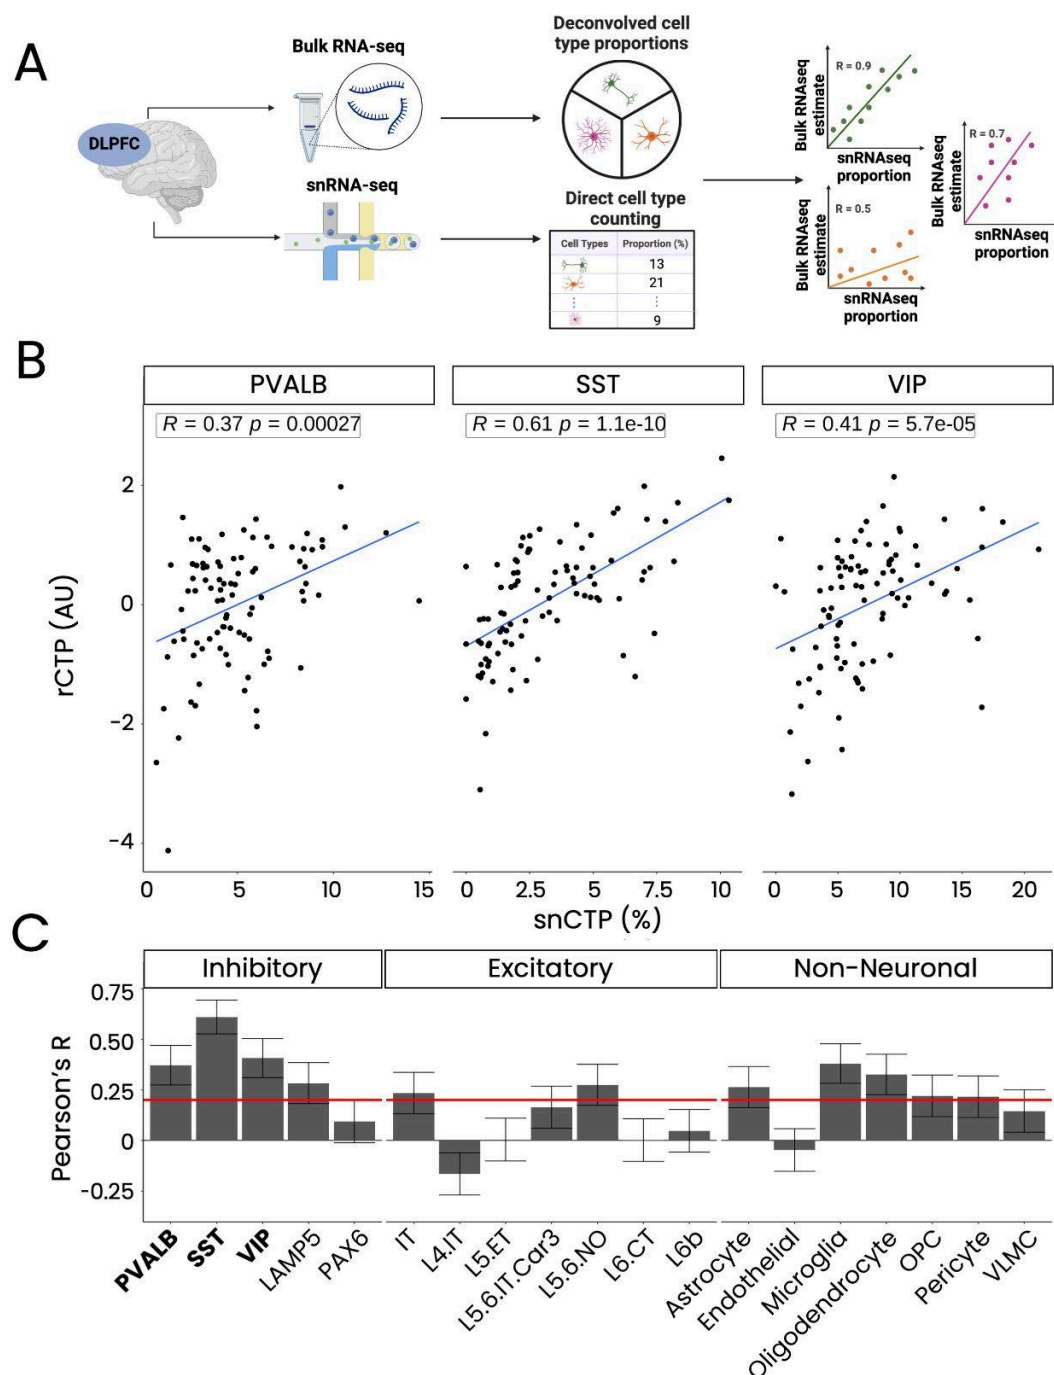 A
Bulk RNA-seq
DLPFC
snRNA-seq
Deconvolved cell
type proportions
Direct cell type
counting
Cell Types Proportion (%)
13
21
⋮ ⋮
9
Bulk RNAseq
estimate
R = 0.9
snRNAseq
proportion
Bulk RNAseq
estimate
R = 0.7
snRNAseq
proportion
Bulk RNAseq
estimate
R = 0.5
snRNAseq
proportion
B
PVALB SST VIP
R = 0.37 p = 0.00027 R = 0.61 p = 1.1e-10 R = 0.41 p = 5.7e-05
rCTP (AU)
2
0
−2
−4
0 5 10 15 0 2.5 5 7.5 10 0 5 10 15 20
snCTP (%)
C
Inhibitory Excitatory Non-Neuronal
Pearson's R
0.75
0.50
0.25
0
-0.25
PVALB SST VIP LAMP5 PAX6 IT L4.IT L5.ET L5.6.IT.Car3 L5.6.NO L6.CT L6b Astrocyte Endothelial Microglia Oligodendrocyte OPC Pericyte VLMC